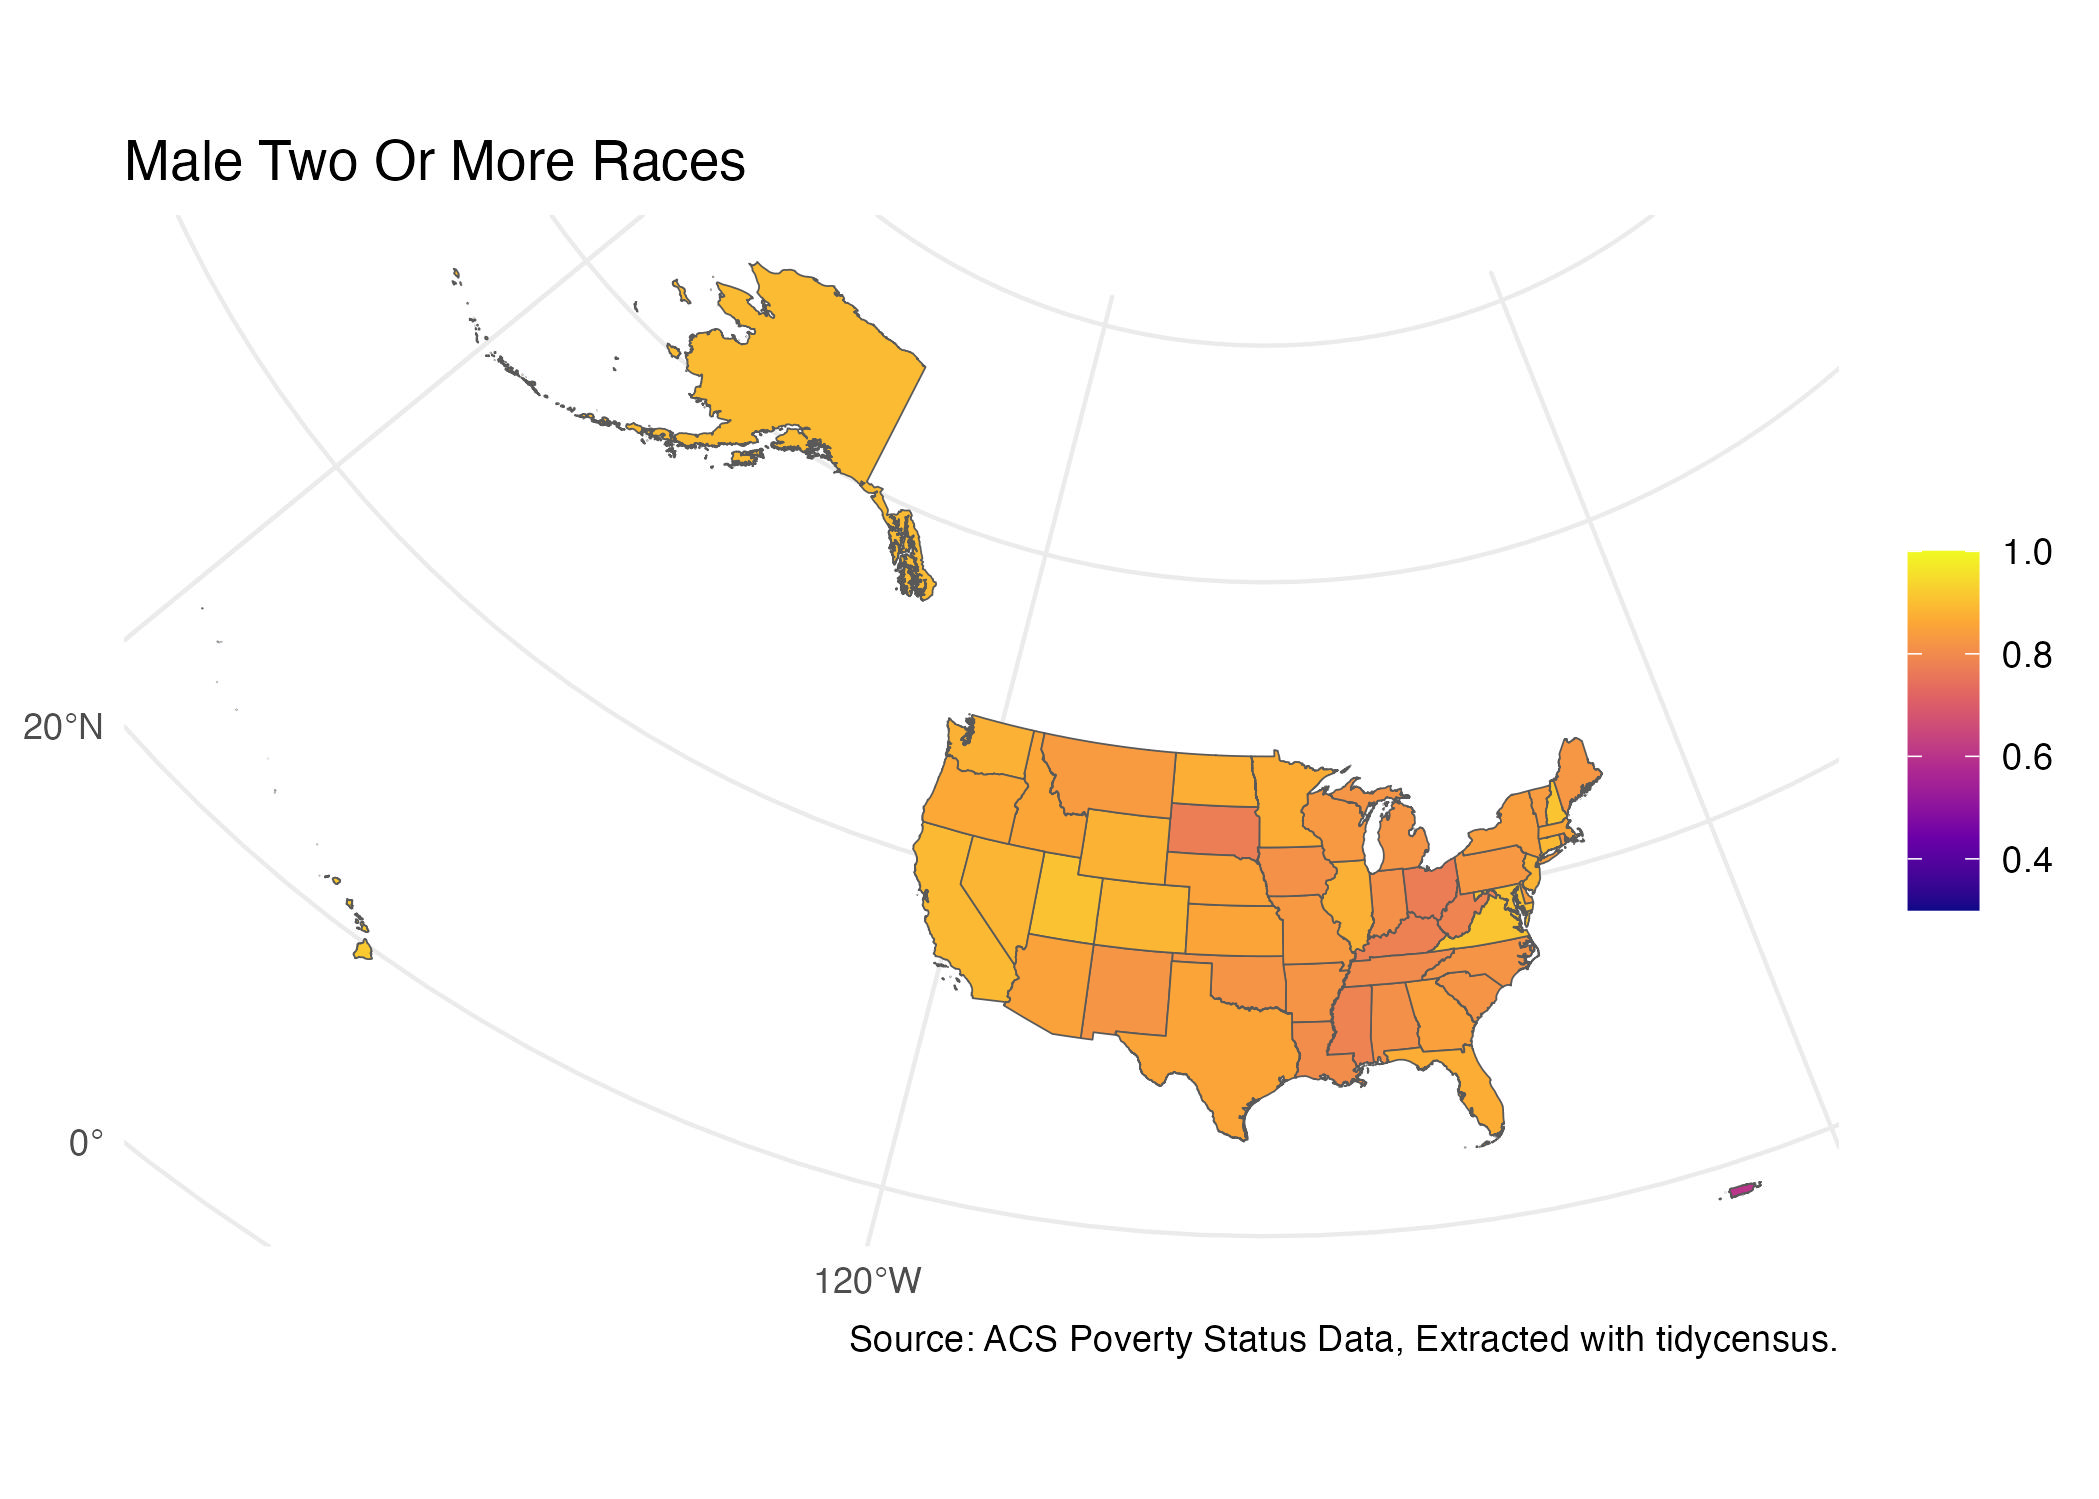 Male Two Or More Races
1.0
0.8
0.6
0.4
20°N
0°
120°W
Source: ACS Poverty Status Data, Extracted with tidycensus.